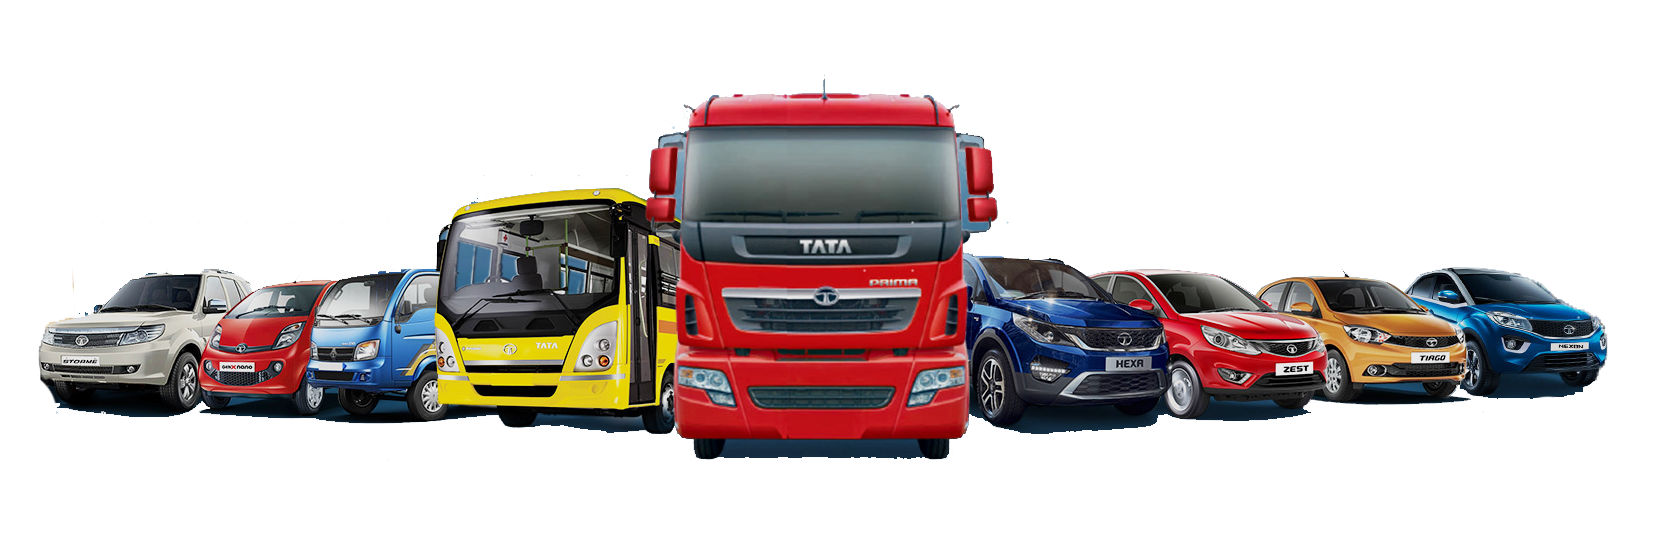 STORME
GENX nano
TATA
TATA
PRIMA
HEXA
ZEST
TIAGO
NEXON